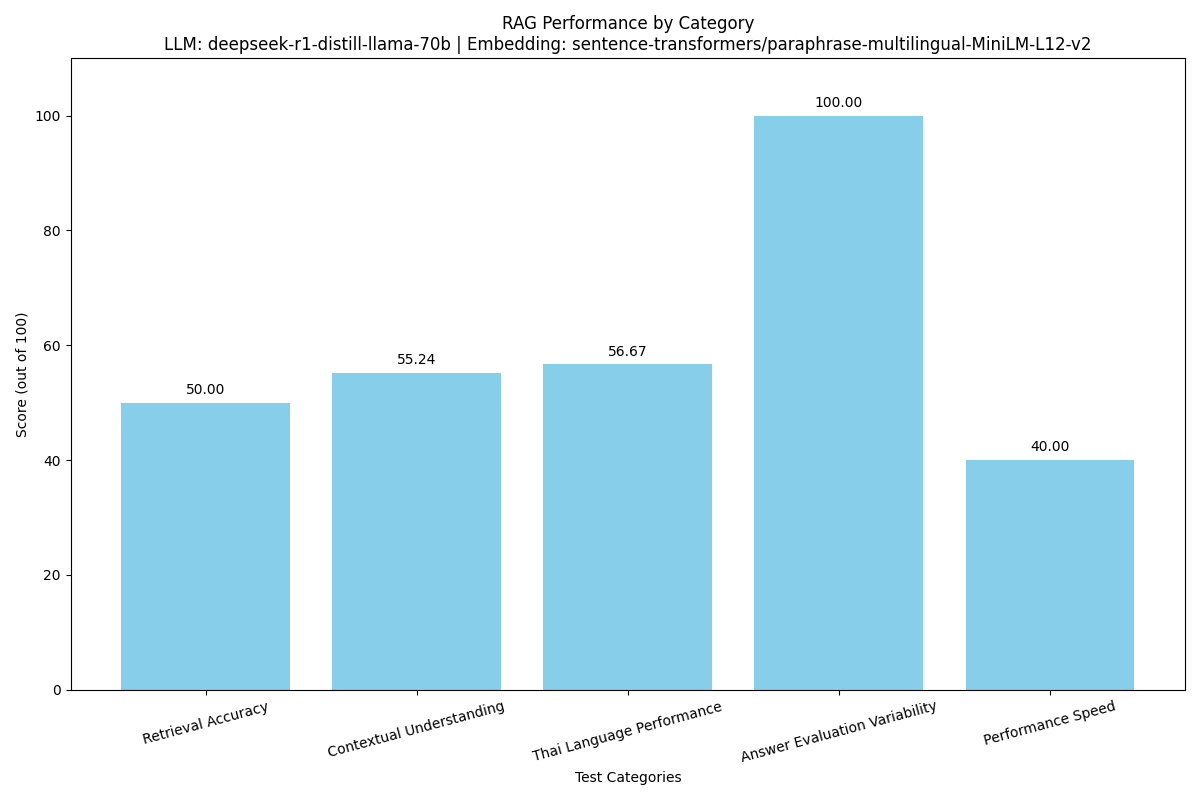 RAG Performance by Category
LLM: deepseek-r1-distill-llama-70b | Embedding: sentence-transformers/paraphrase-multilingual-MiniLM-L12-v2
Score (out of 100)
100
80
60
40
20
0
50.00
55.24
56.67
100.00
40.00
Retrieval Accuracy
Contextual Understanding
Thai Language Performance
Answer Evaluation Variability
Performance Speed
Test Categories